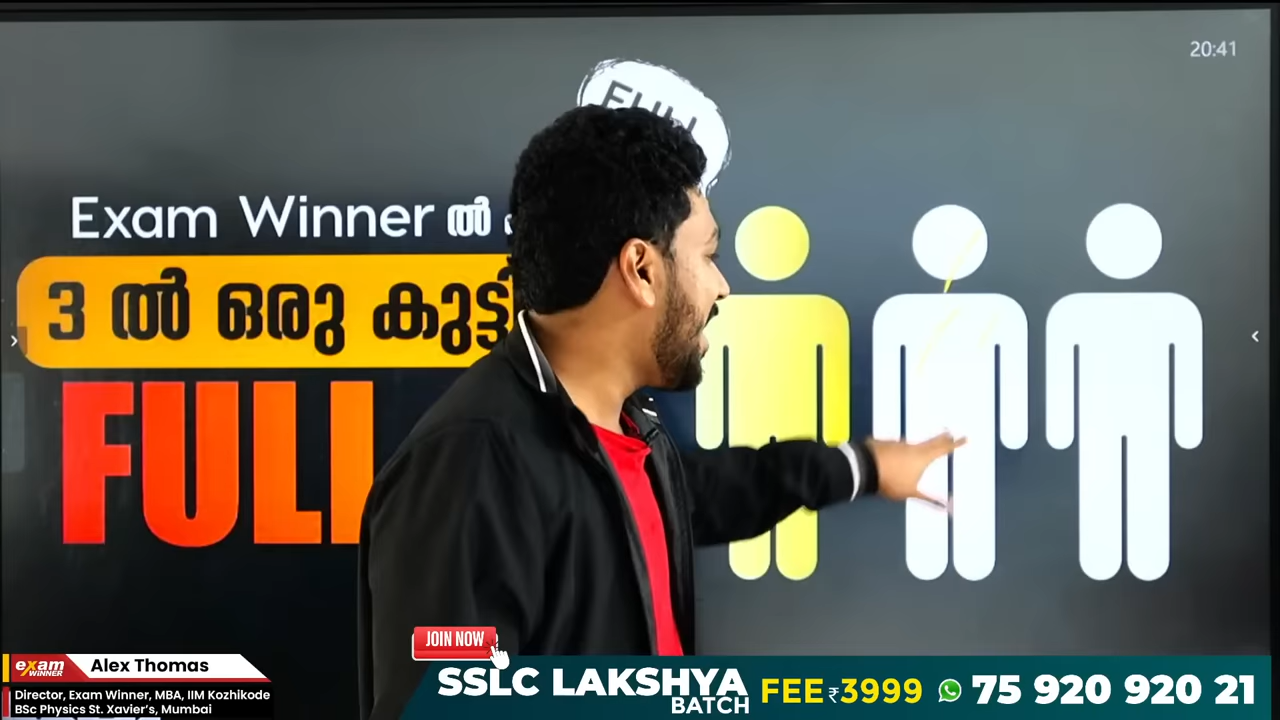 20:41
FULL
Exam Winner ൽ
3 ൽ ഒരു കുട്ടി
FULL
JOIN NOW
exam
WINNER
Alex Thomas
Director, Exam Winner, MBA, IIM Kozhikode
BSc Physics St. Xavier's, Mumbai
SSLC LAKSHYA
BATCH
FEE ₹3999
75 920 920 21